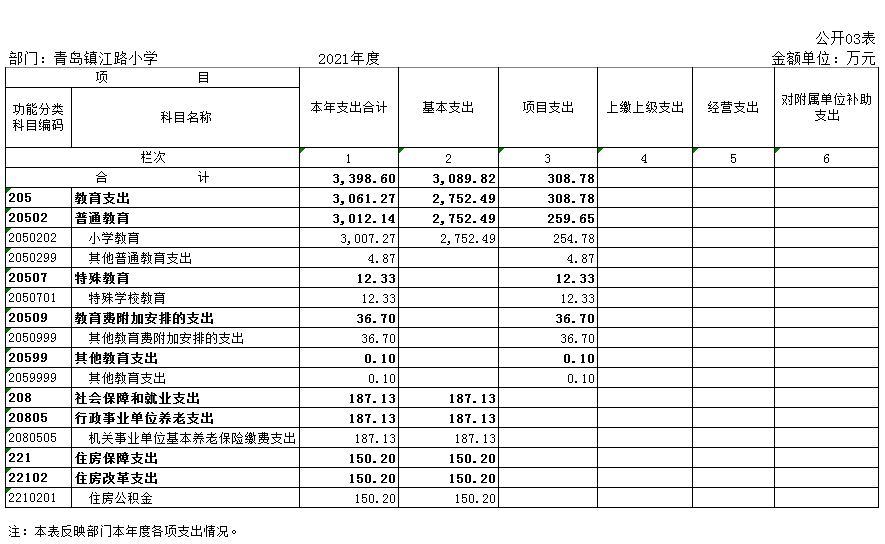 公开03表
部门：青岛镇江路小学 2021年度 金额单位：万元
项 目 本年支出合计 基本支出 项目支出 上缴上级支出 经营支出 对附属单位补助支出
功能分类科目编码 科目名称
栏次 1 2 3 4 5 6
合 计 3,398.60 3,089.82 308.78
205 教育支出 3,061.27 2,752.49 308.78
20502 普通教育 3,012.14 2,752.49 259.65
2050202 小学教育 3,007.27 2,752.49 254.78
2050299 其他普通教育支出 4.87 4.87
20507 特殊教育 12.33 12.33
2050701 特殊学校教育 12.33 12.33
20509 教育费附加安排的支出 36.70 36.70
2050999 其他教育费附加安排的支出 36.70 36.70
20599 其他教育支出 0.10 0.10
2059999 其他教育支出 0.10 0.10
208 社会保障和就业支出 187.13 187.13
20805 行政事业单位养老支出 187.13 187.13
2080505 机关事业单位基本养老保险缴费支出 187.13 187.13
221 住房保障支出 150.20 150.20
22102 住房改革支出 150.20 150.20
2210201 住房公积金 150.20 150.20
注：本表反映部门本年度各项支出情况。